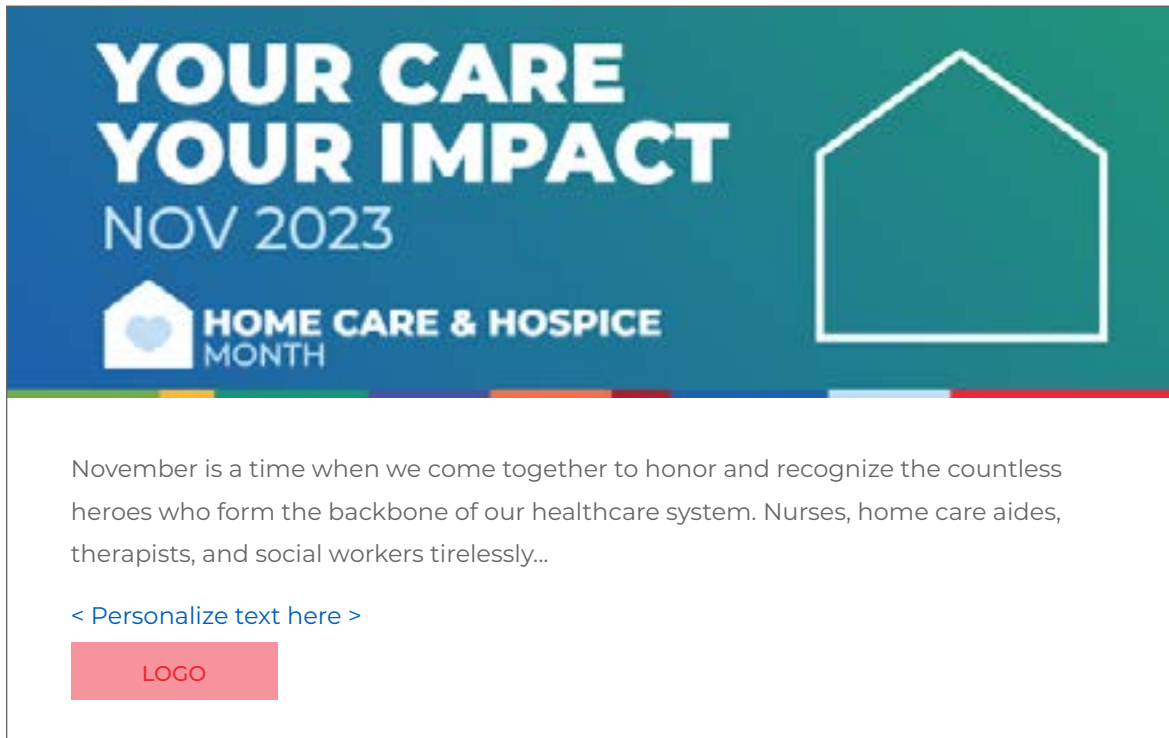 YOUR CARE
YOUR IMPACT
NOV 2023
HOME CARE & HOSPICE
MONTH
November is a time when we come together to honor and recognize the countless
heroes who form the backbone of our healthcare system. Nurses, home care aides,
therapists, and social workers tirelessly...
< Personalize text here >
LOGO